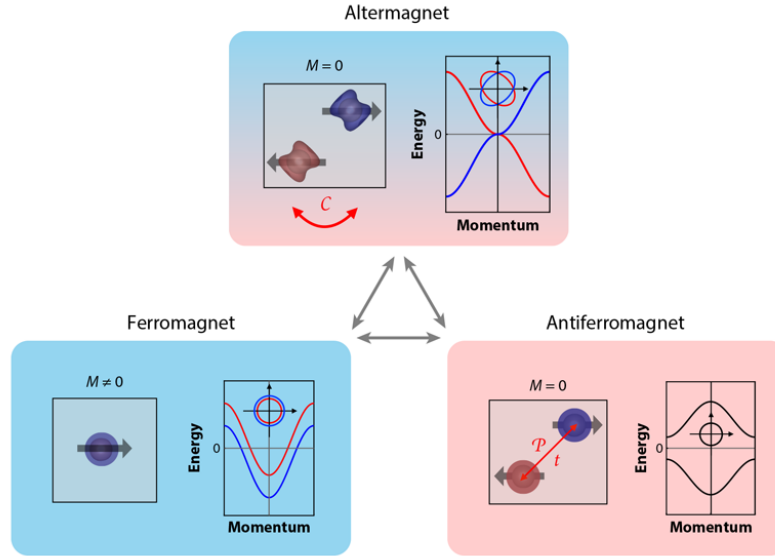 Altermagnet
M = 0
C
Energy
0
Momentum
Ferromagnet
M ≠ 0
Energy
0
Momentum
Antiferromagnet
M = 0
P
t
Energy
0
Momentum